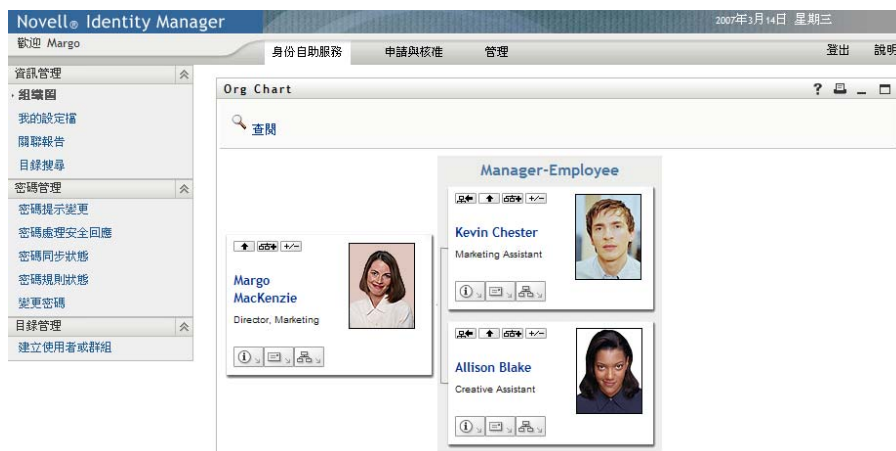 Novell® Identity Manager
2007年3月14日 星期三
歡迎 Margo
身份自助服務 申請與核准 管理 登出 說明
資訊管理
組織圖
我的設定檔
關聯報告
目錄搜尋
密碼管理
密碼提示變更
密碼處理安全回應
密碼同步狀態
密碼規則狀態
變更密碼
目錄管理
建立使用者或群組
Org Chart
查閱
Margo
MacKenzie
Director, Marketing
Manager-Employee
Kevin Chester
Marketing Assistant
Allison Blake
Creative Assistant